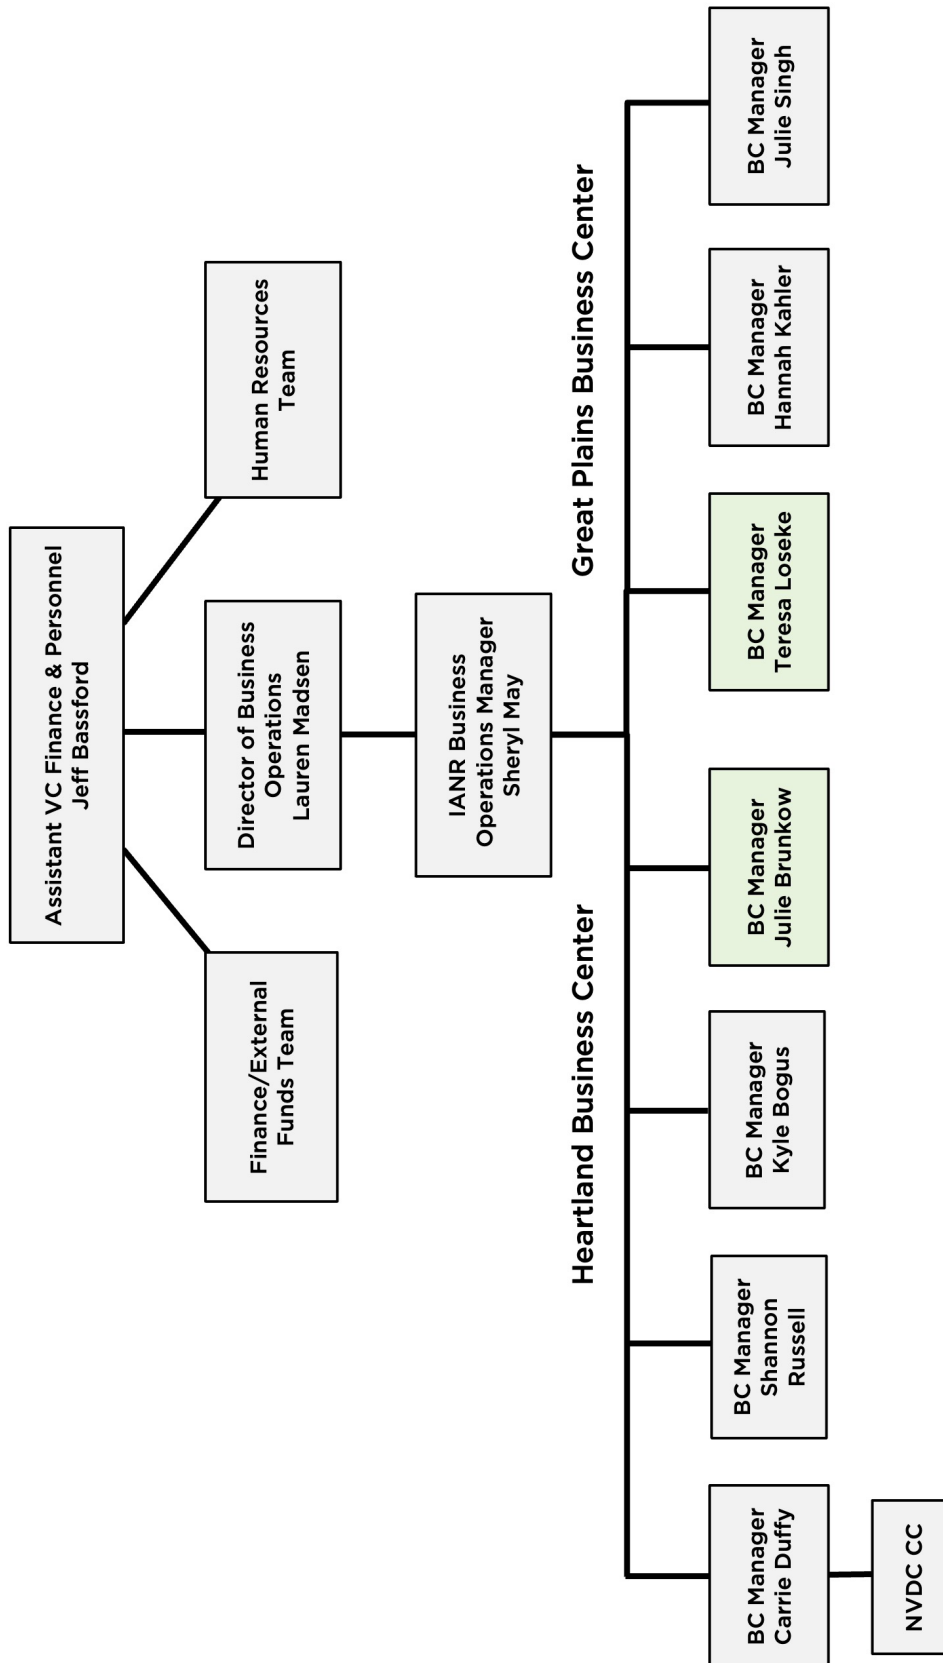 Assistant VC Finance & Personnel
Jeff Bassford
Finance/External
Funds Team
Director of Business
Operations
Lauren Madsen
Human Resources
Team
IANR Business
Operations Manager
Sheryl May
Heartland Business Center
Great Plains Business Center
BC Manager
Carrie Duffy
BC Manager
Shannon
Russell
BC Manager
Kyle Bogus
BC Manager
Julie Brunkow
BC Manager
Teresa Loseke
BC Manager
Hannah Kahler
BC Manager
Julie Singh
NVDC CC